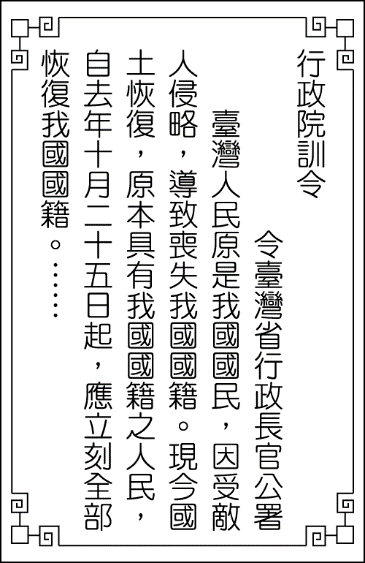 行政院訓令
令臺灣省行政長官公署
臺灣人民原是我國國民，因受敵
人侵略，導致喪失我國國籍。現今國
土恢復，原本具有我國國籍之人民，
自去年十月二十五日起，應立刻全部
恢復我國國籍。……